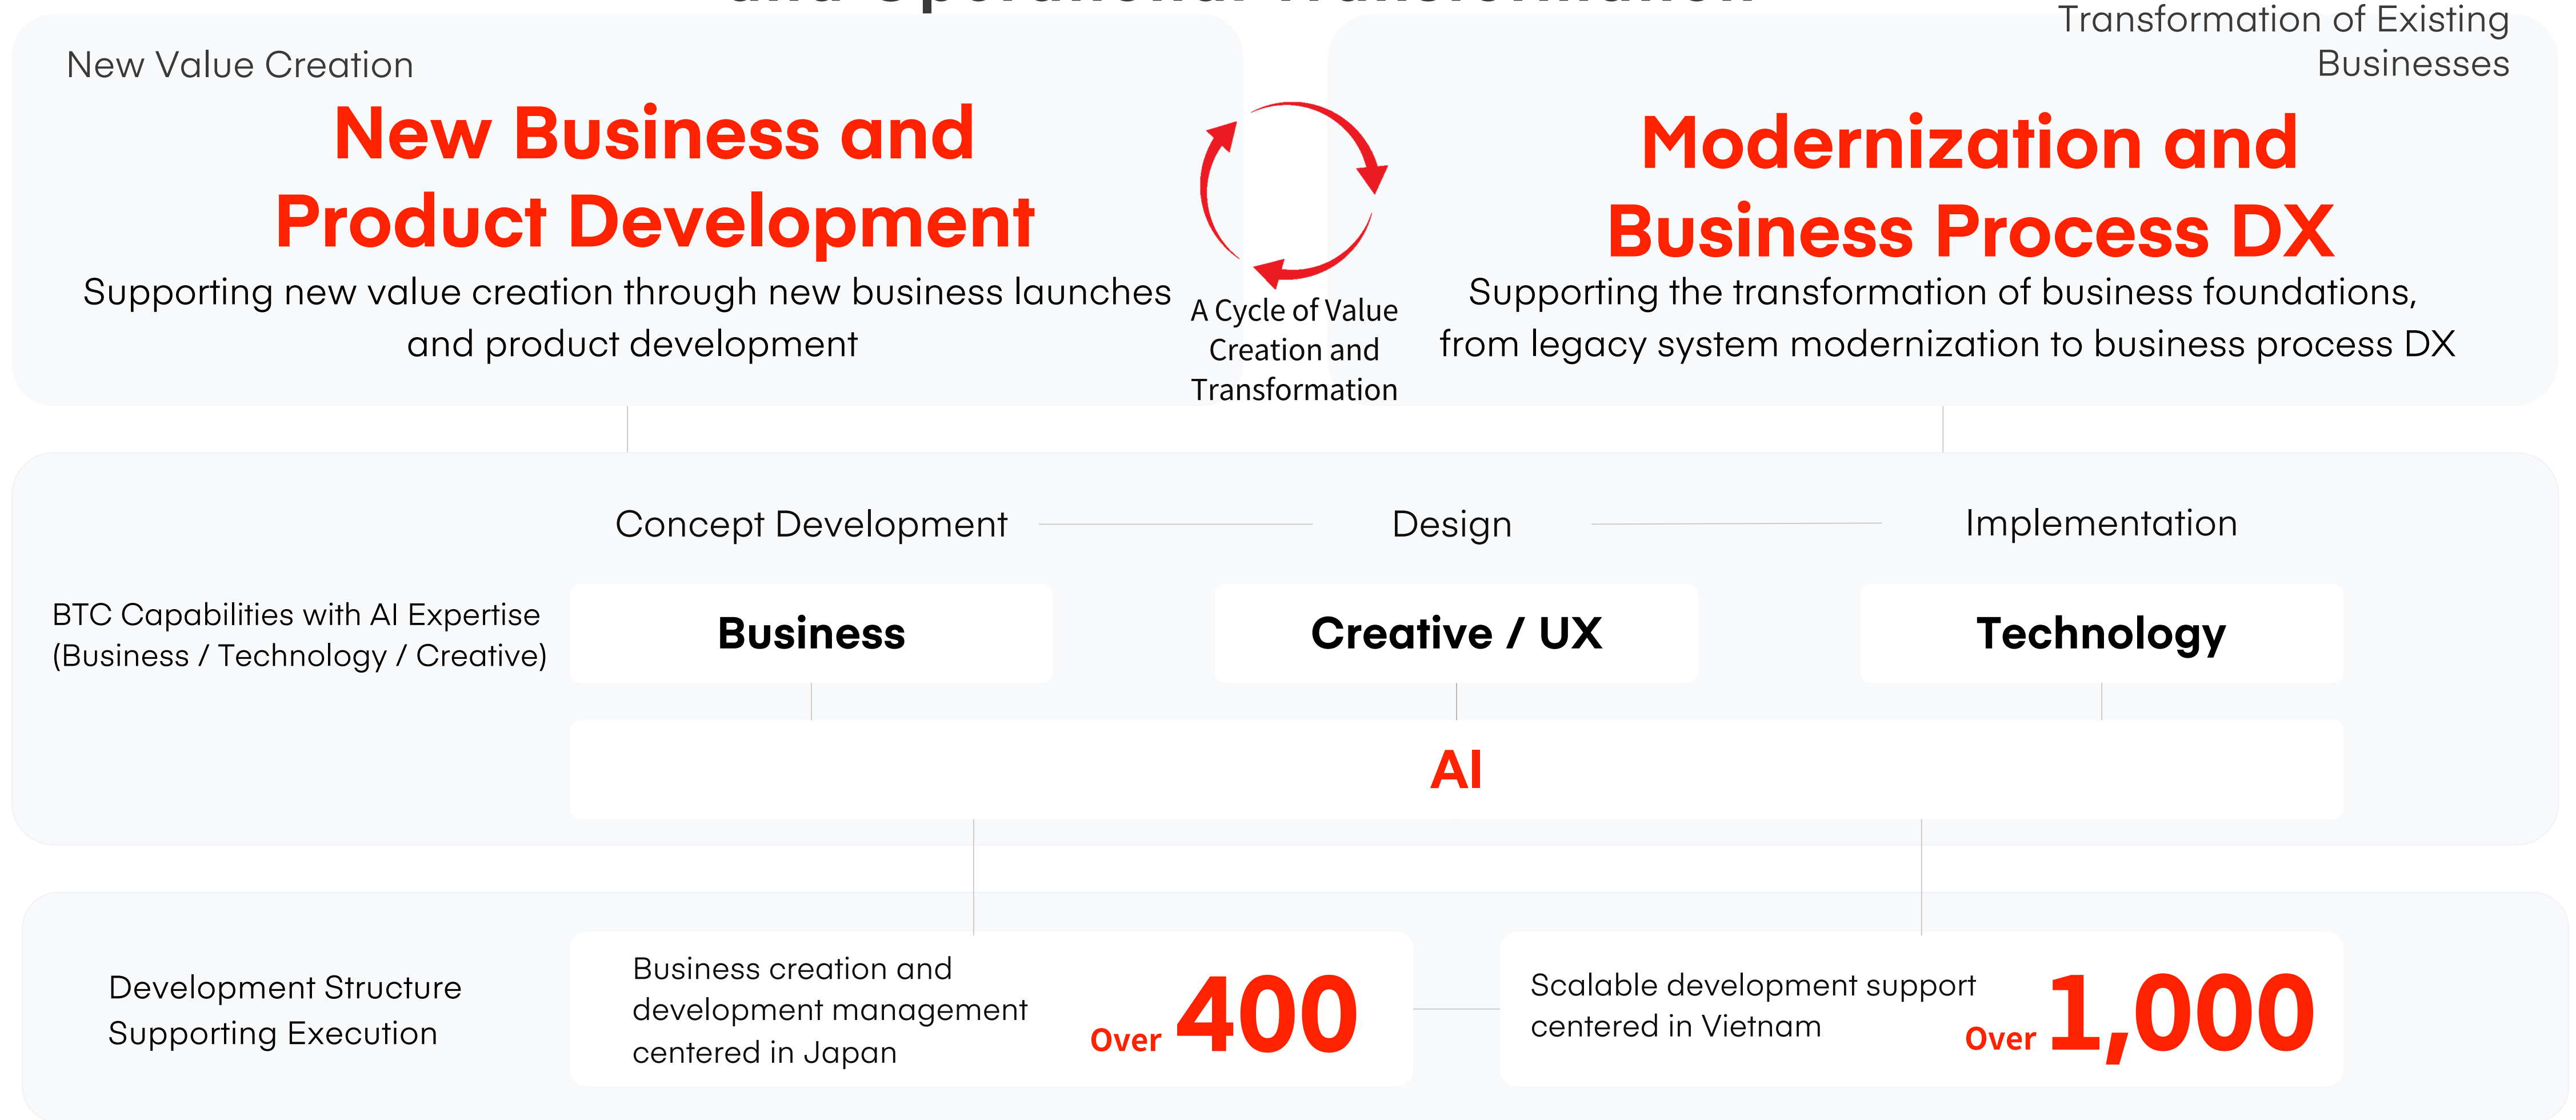 and Operational Transformation
New Value Creation
New Business and
Product Development
Supporting new value creation through new business launches
and product development
A Cycle of Value
Creation and
Transformation
Transformation of Existing
Businesses
Modernization and
Business Process DX
Supporting the transformation of business foundations,
from legacy system modernization to business process DX
Concept Development
Design
Implementation
BTC Capabilities with AI Expertise
(Business / Technology / Creative)
Business
Creative / UX
Technology
AI
Development Structure
Supporting Execution
Business creation and
development management
centered in Japan
Over 400
Scalable development support
centered in Vietnam
Over 1,000